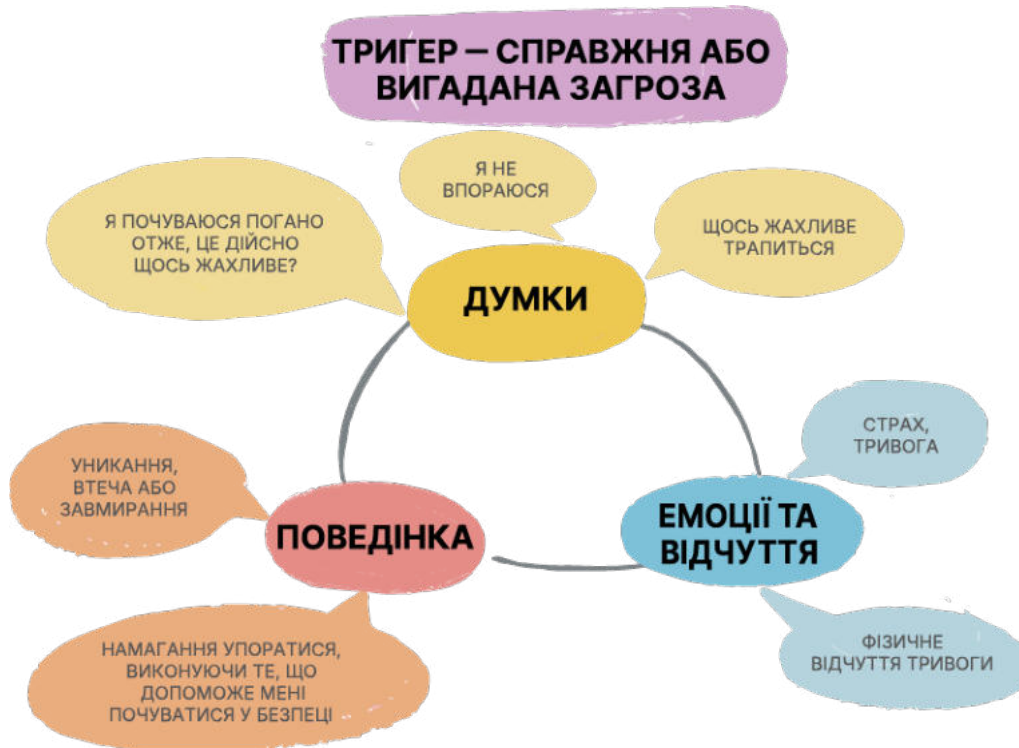 ТРИГЕР — СПРАВЖНЯ АБО
ВИГАДАНА ЗАГРОЗА
Я НЕ
ВПОРАЮСЯ
Я ПОЧУВАЮСЯ ПОГАНО
ОТЖЕ, ЦЕ ДІЙСНО
ЩОСЬ ЖАХЛИВЕ?
ЩОСЬ ЖАХЛИВЕ
ТРАПИТЬСЯ
ДУМКИ
СТРАХ,
ТРИВОГА
УНИКАННЯ,
ВТЕЧА АБО
ЗАВМИРАННЯ
ПОВЕДІНКА
ЕМОЦІЇ ТА
ВІДЧУТТЯ
НАМАГАННЯ УПОРАТИСЯ,
ВИКОНУЮЧИ ТЕ, ЩО
ДОПОМОЖЕ МЕНІ
ПОЧУВАТИСЯ У БЕЗПЕЦІ
ФІЗИЧНЕ
ВІДЧУТТЯ ТРИВОГИ